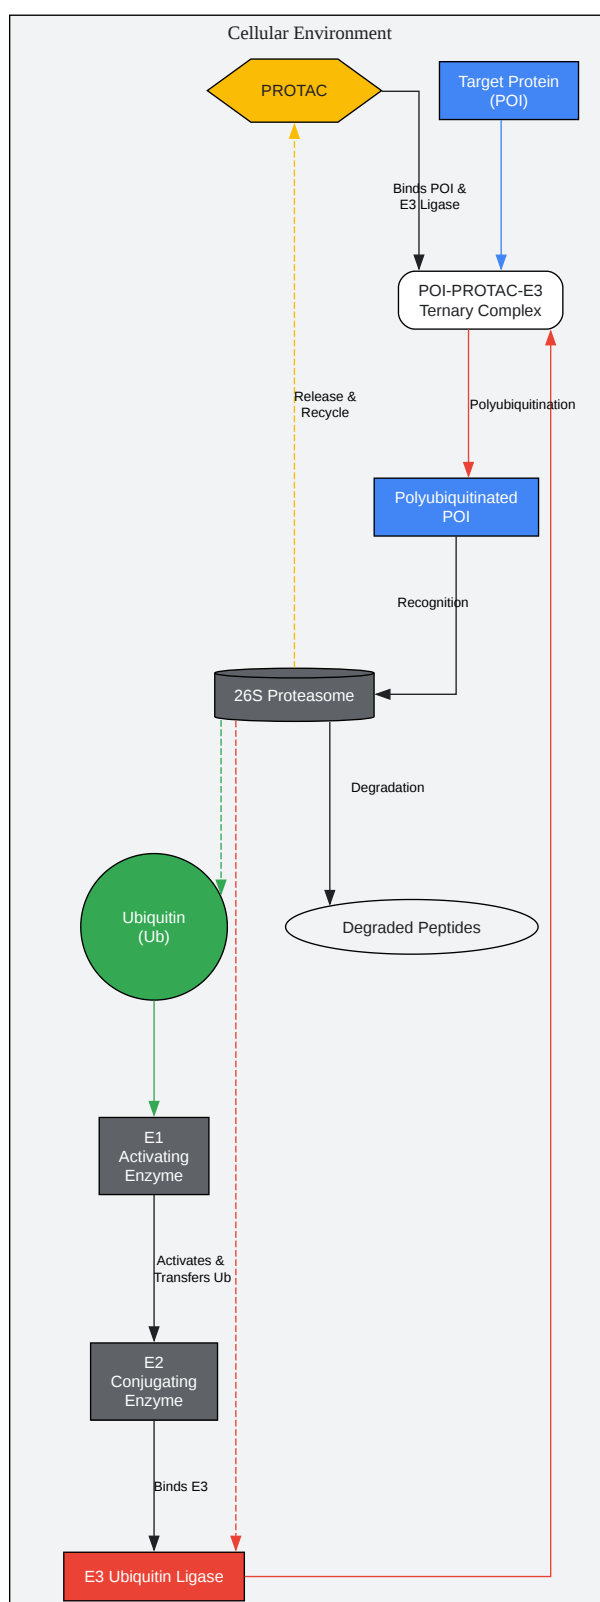 Cellular Environment
PROTAC
Target Protein
(POI)
Binds POI &
E3 Ligase
POI-PROTAC-E3
Ternary Complex
Release &
Recycle
Polyubiquitination
Polyubiquitinated
POI
Recognition
26S Proteasome
Degradation
Ubiquitin
(Ub)
Degraded Peptides
E1
Activating
Enzyme
Activates &
Transfers Ub
E2
Conjugating
Enzyme
Binds E3
E3 Ubiquitin Ligase